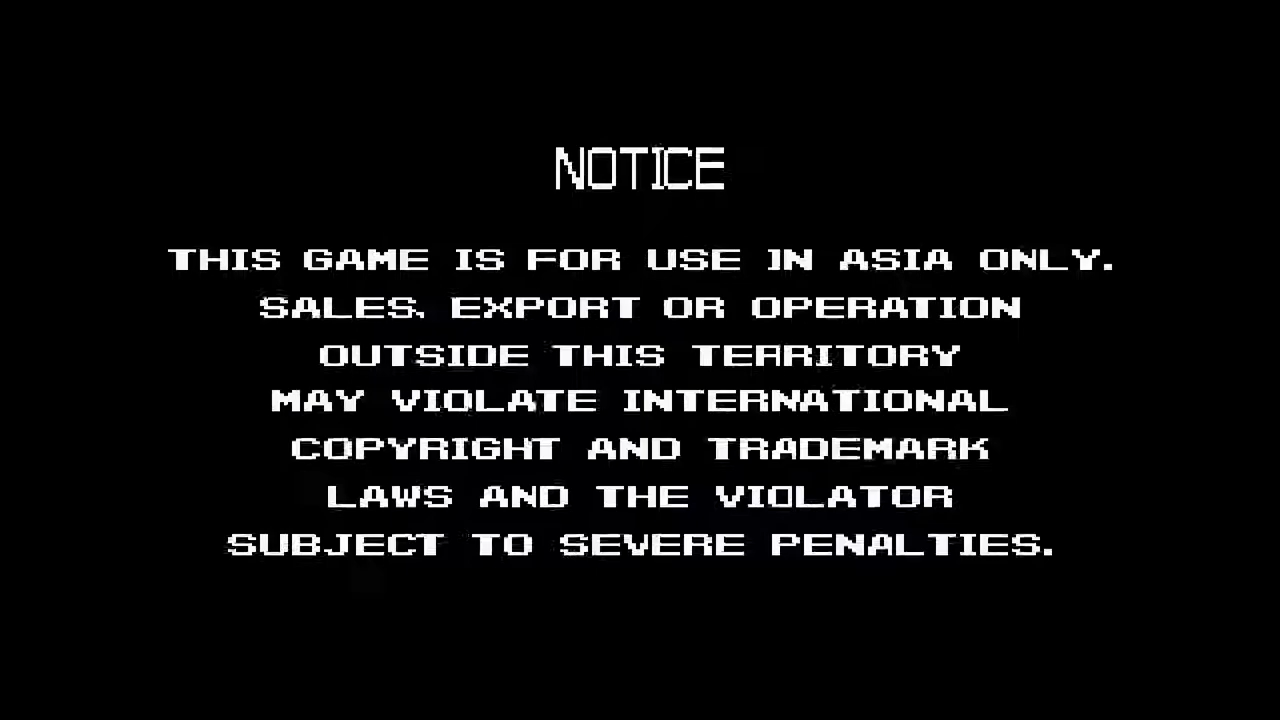 NOTICE
THIS GAME IS FOR USE IN ASIA ONLY.
SALES, EXPORT OR OPERATION
OUTSIDE THIS TERRITORY
MAY VIOLATE INTERNATIONAL
COPYRIGHT AND TRADEMARK
LAWS AND THE VIOLATOR
SUBJECT TO SEVERE PENALTIES.